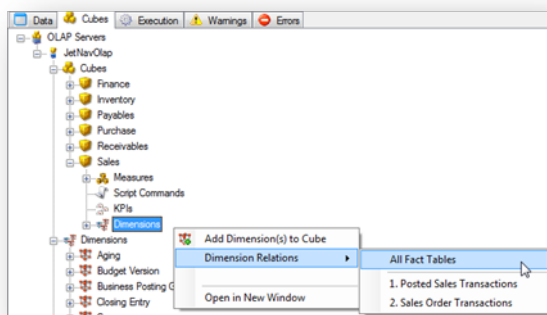 Data Cubes Execution Warnings Errors
OLAP Servers
JetNavOlap
Cubes
Finance
Inventory
Payables
Purchase
Receivables
Sales
Measures
Script Commands
KPIs
Dimensions
Dimensions
Aging
Budget Version
Business Posting G
Closing Entry
Add Dimension(s) to Cube
Dimension Relations
Open in New Window
All Fact Tables
1. Posted Sales Transactions
2. Sales Order Transactions